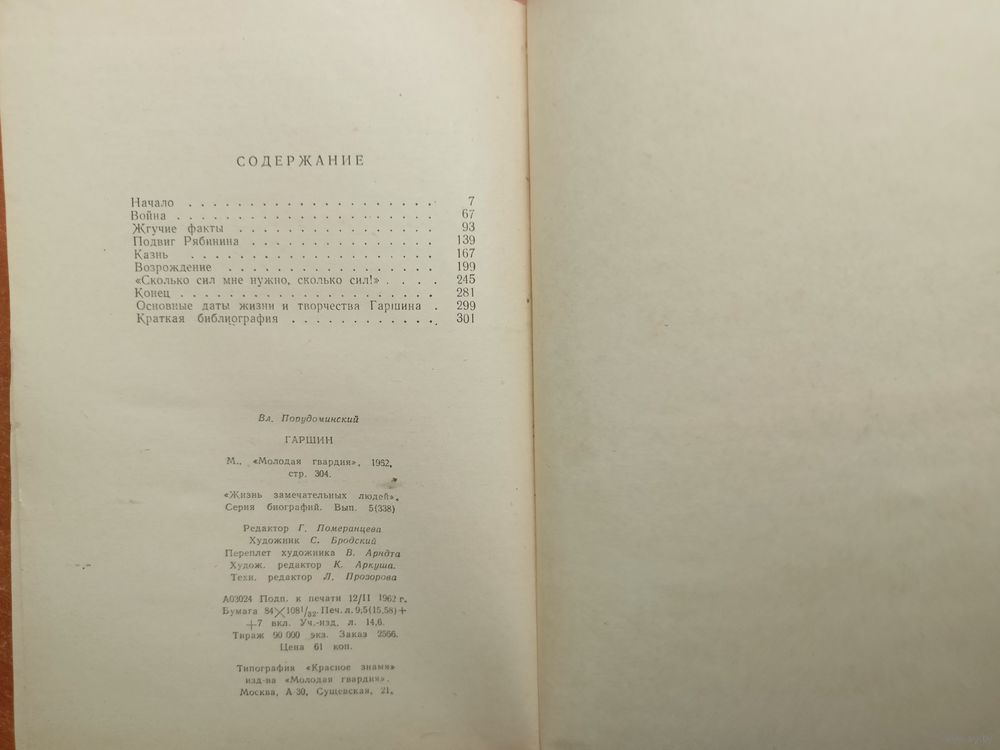 СОДЕРЖАНИЕ
Начало . . . . . . . . . . . . . . . . . . . . 7
Война . . . . . . . . . . . . . . . . . . . . . 67
Жгучие факты . . . . . . . . . . . . . . . . 93
Подвиг Рябинина . . . . . . . . . . . . . . . 139
Казнь . . . . . . . . . . . . . . . . . . . . 167
Возрождение . . . . . . . . . . . . . . . . . 199
«Сколько сил мне нужно, сколько сил!» . . . . 245
Конец . . . . . . . . . . . . . . . . . . . . . 281
Основные даты жизни и творчества Гаршина . 299
Краткая библиография . . . . . . . . . . . . 301
Вл. Порудоминский
ГАРШИН
М., «Молодая гвардия», 1962,
стр. 304.
«Жизнь замечательных людей».
Серия биографий. Вып. 5(338)
Редактор Г. Померанцева
Художник С. Бродский
Переплет художника В. Арндта
Худож. редактор К. Аркуша.
Техн. редактор Л. Прозорова
А03024 Подп. к печати 12/II 1962 г.
Бумага 84×108 1/32. Печ. л. 9,5(15,58) +
+7 вкл. Уч.-изд. л. 14,6.
Тираж 90 000 экз. Заказ 2566.
Цена 61 коп.
Типография «Красное знамя»
изд-ва «Молодая гвардия».
Москва, А-30, Сущевская, 21.